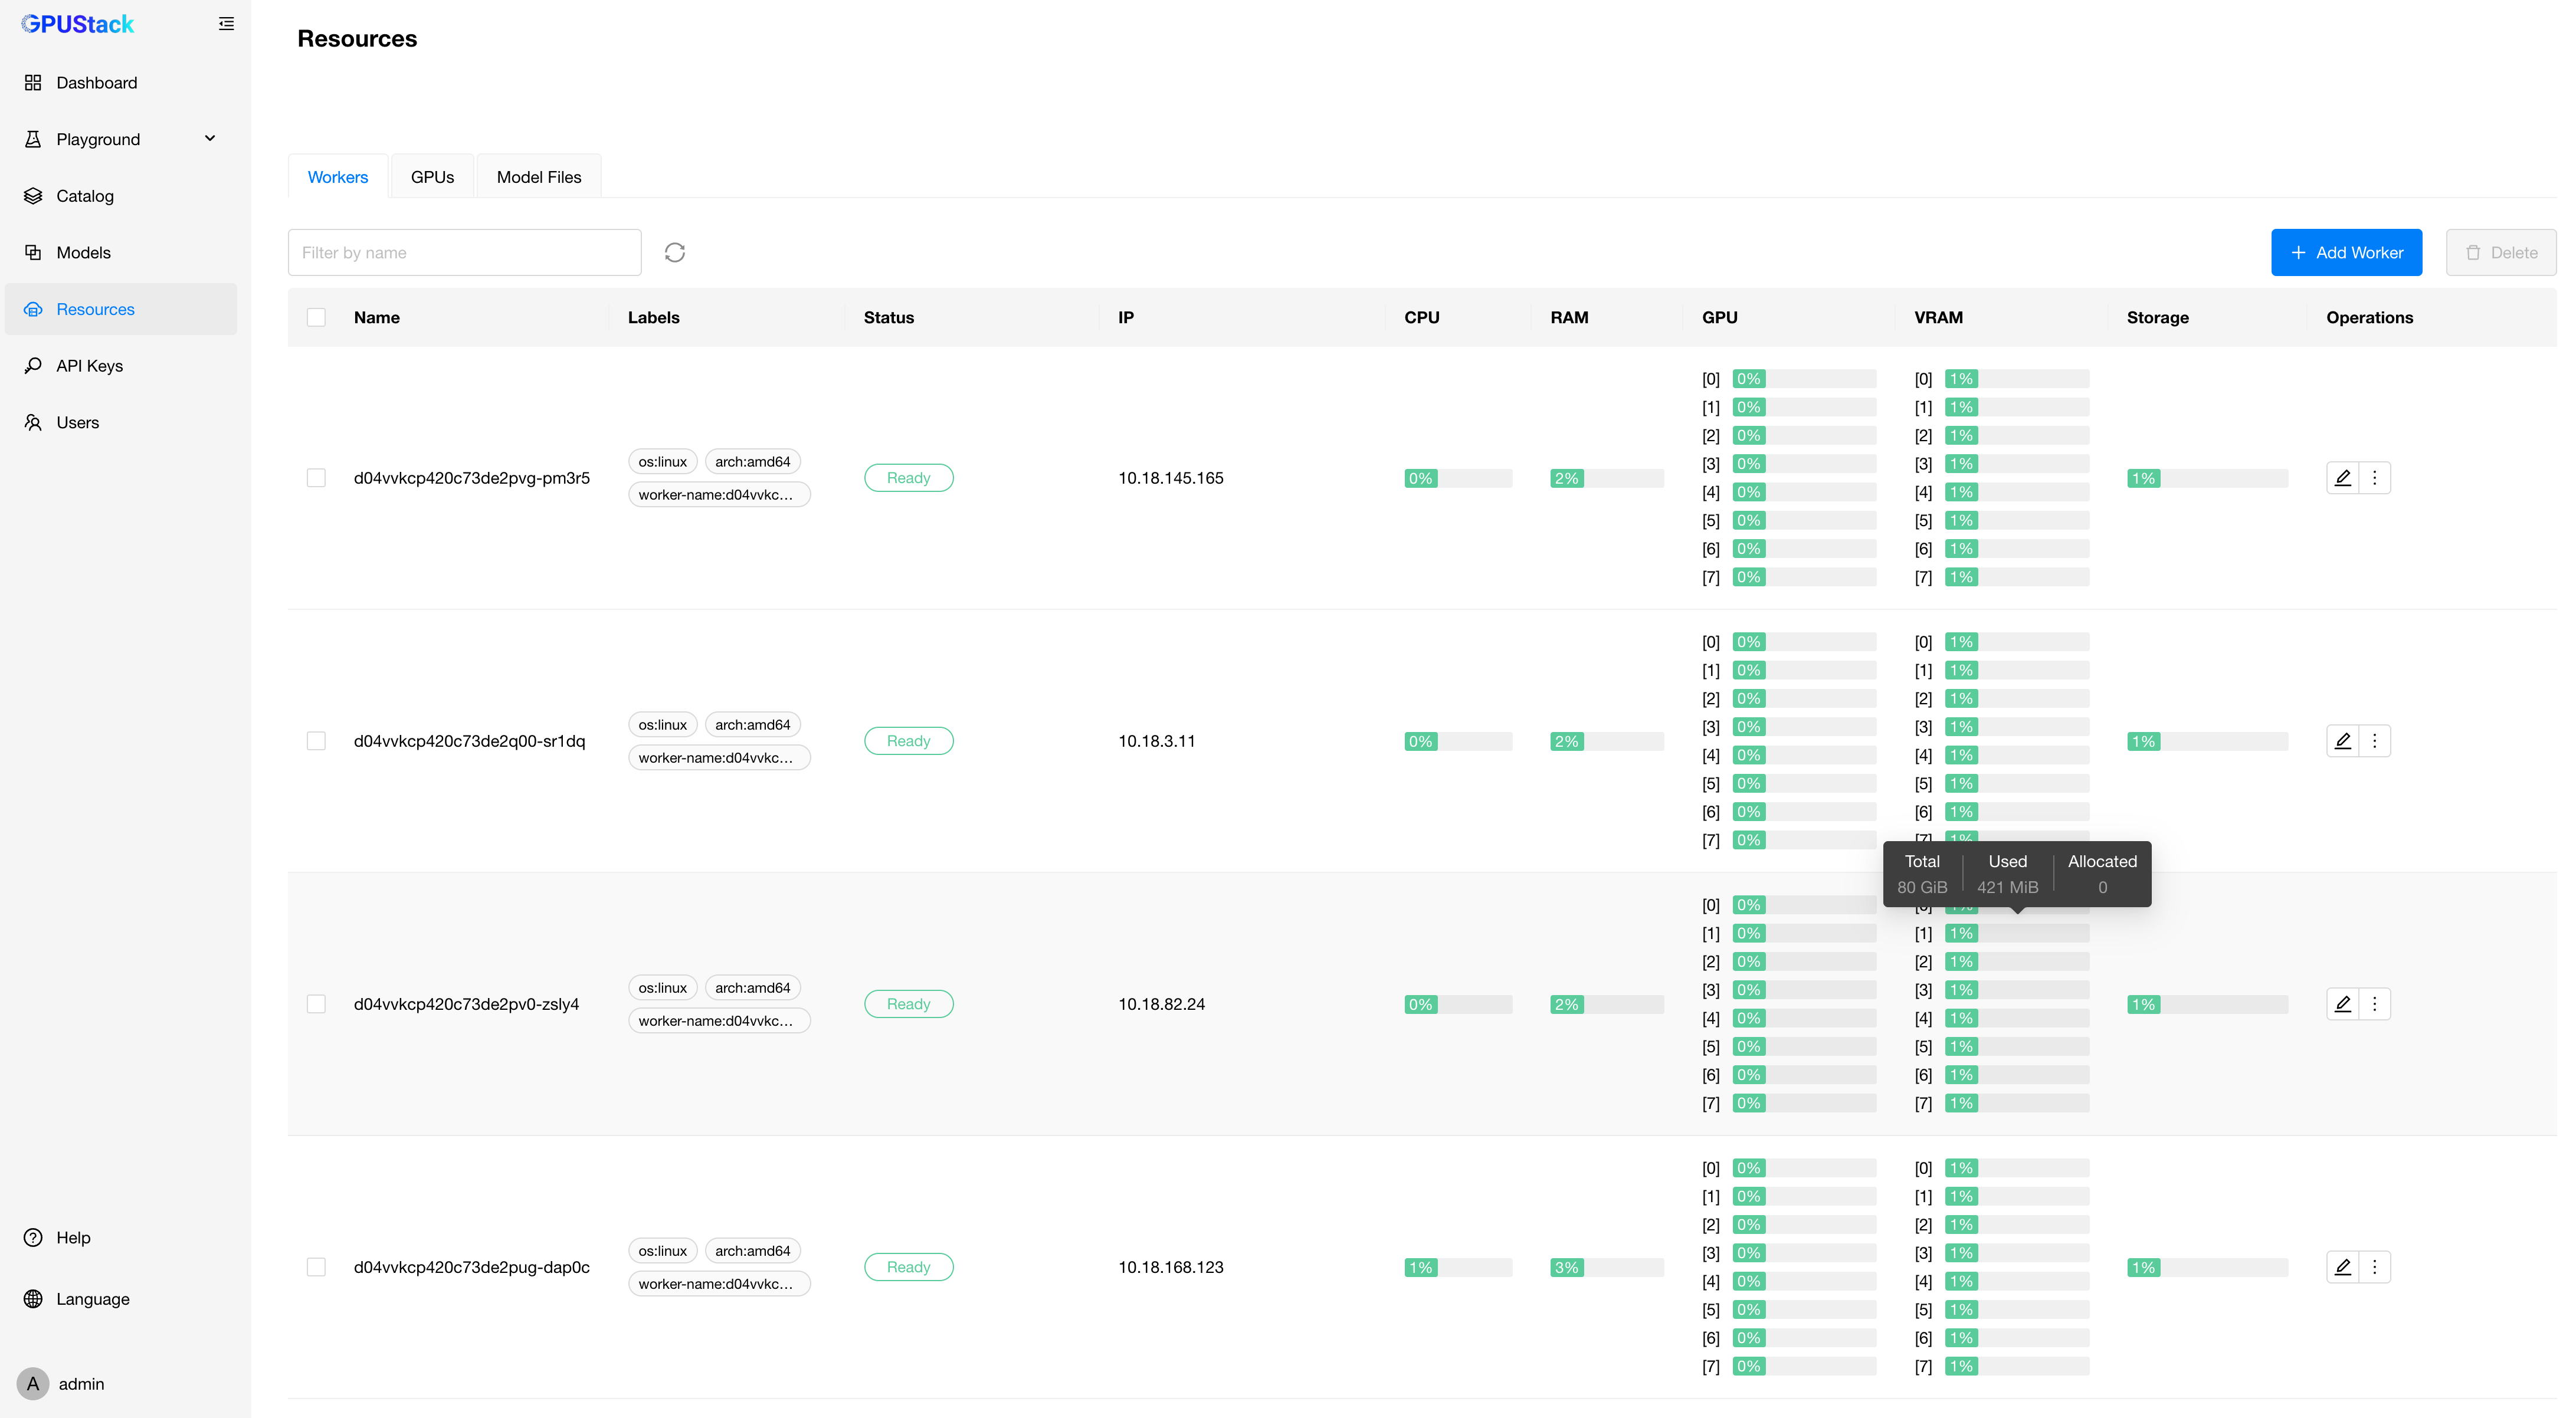 GPUStack
Dashboard
Playground
Catalog
Models
Resources
API Keys
Users
Help
Language
A admin
Resources
Workers GPUs Model Files
Filter by name
Add Worker Delete
Name Labels Status IP CPU RAM GPU VRAM Storage Operations
[0] 0% [0] 1%
[1] 0% [1] 1%
[2] 0% [2] 1%
[3] 0% [3] 1%
os:linux arch:amd64
d04vvkcp420c73de2pvg-pm3r5 Ready 10.18.145.165 0% 2% 1%
worker-name:d04vvkc...
[4] 0% [4] 1%
[5] 0% [5] 1%
[6] 0% [6] 1%
[7] 0% [7] 1%
[0] 0% [0] 1%
[1] 0% [1] 1%
[2] 0% [2] 1%
[3] 0% [3] 1%
os:linux arch:amd64
d04vvkcp420c73de2q00-sr1dq Ready 10.18.3.11 0% 2% 1%
worker-name:d04vvkc...
[4] 0% [4] 1%
[5] 0% [5] 1%
[6] 0% [6] 1%
[7] 0% [7] 1%
Total Used Allocated
80 GiB 421 MiB 0
[0] 0%
[1] 0% [1] 1%
[2] 0% [2] 1%
[3] 0% [3] 1%
os:linux arch:amd64
d04vvkcp420c73de2pv0-zsly4 Ready 10.18.82.24 0% 2% 1%
worker-name:d04vvkc...
[4] 0% [4] 1%
[5] 0% [5] 1%
[6] 0% [6] 1%
[7] 0% [7] 1%
[0] 0% [0] 1%
[1] 0% [1] 1%
[2] 0% [2] 1%
[3] 0% [3] 1%
os:linux arch:amd64
d04vvkcp420c73de2pug-dap0c Ready 10.18.168.123 1% 3% 1%
worker-name:d04vvkc...
[4] 0% [4] 1%
[5] 0% [5] 1%
[6] 0% [6] 1%
[7] 0% [7] 1%